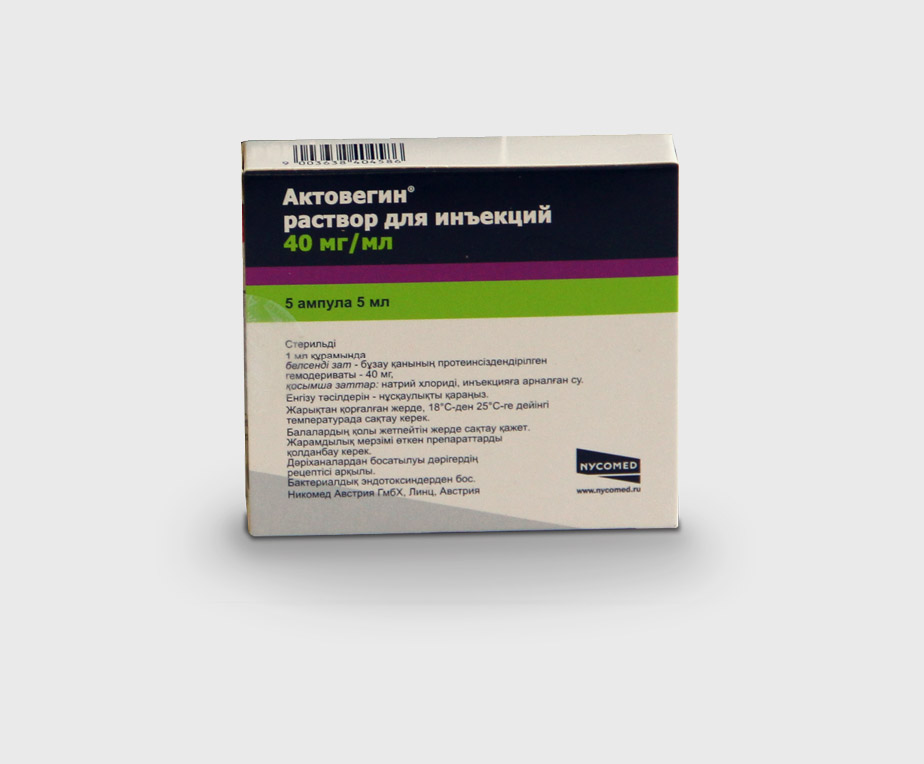 9 003638 404586
Актовегин®
раствор для инъекций
40 мг/мл
5 ампула 5 мл
Стерильді
1 мл құрамында
белсенді зат - бұзау қанының протеинсіздендірілген
гемодериваты - 40 мг,
қосымша заттар: натрий хлориді, инъекцияға арналған су.
Енгізу тәсілдерін - нұсқаулықты қараңыз.
Жарықтан қорғалған жерде, 18°С-ден 25°С-ге дейінгі
температурада сақтау керек.
Балалардың қолы жетпейтін жерде сақтау қажет.
Жарамдылық мерзімі өткен препараттарды
қолданбау керек.
Дәріханалардан босатылуы дәрігердің
рецептісі арқылы.
Бактериалдық эндотоксиндерден бос.
Никомед Австрия ГмбХ, Линц, Австрия
NYCOMED
www.nycomed.ru